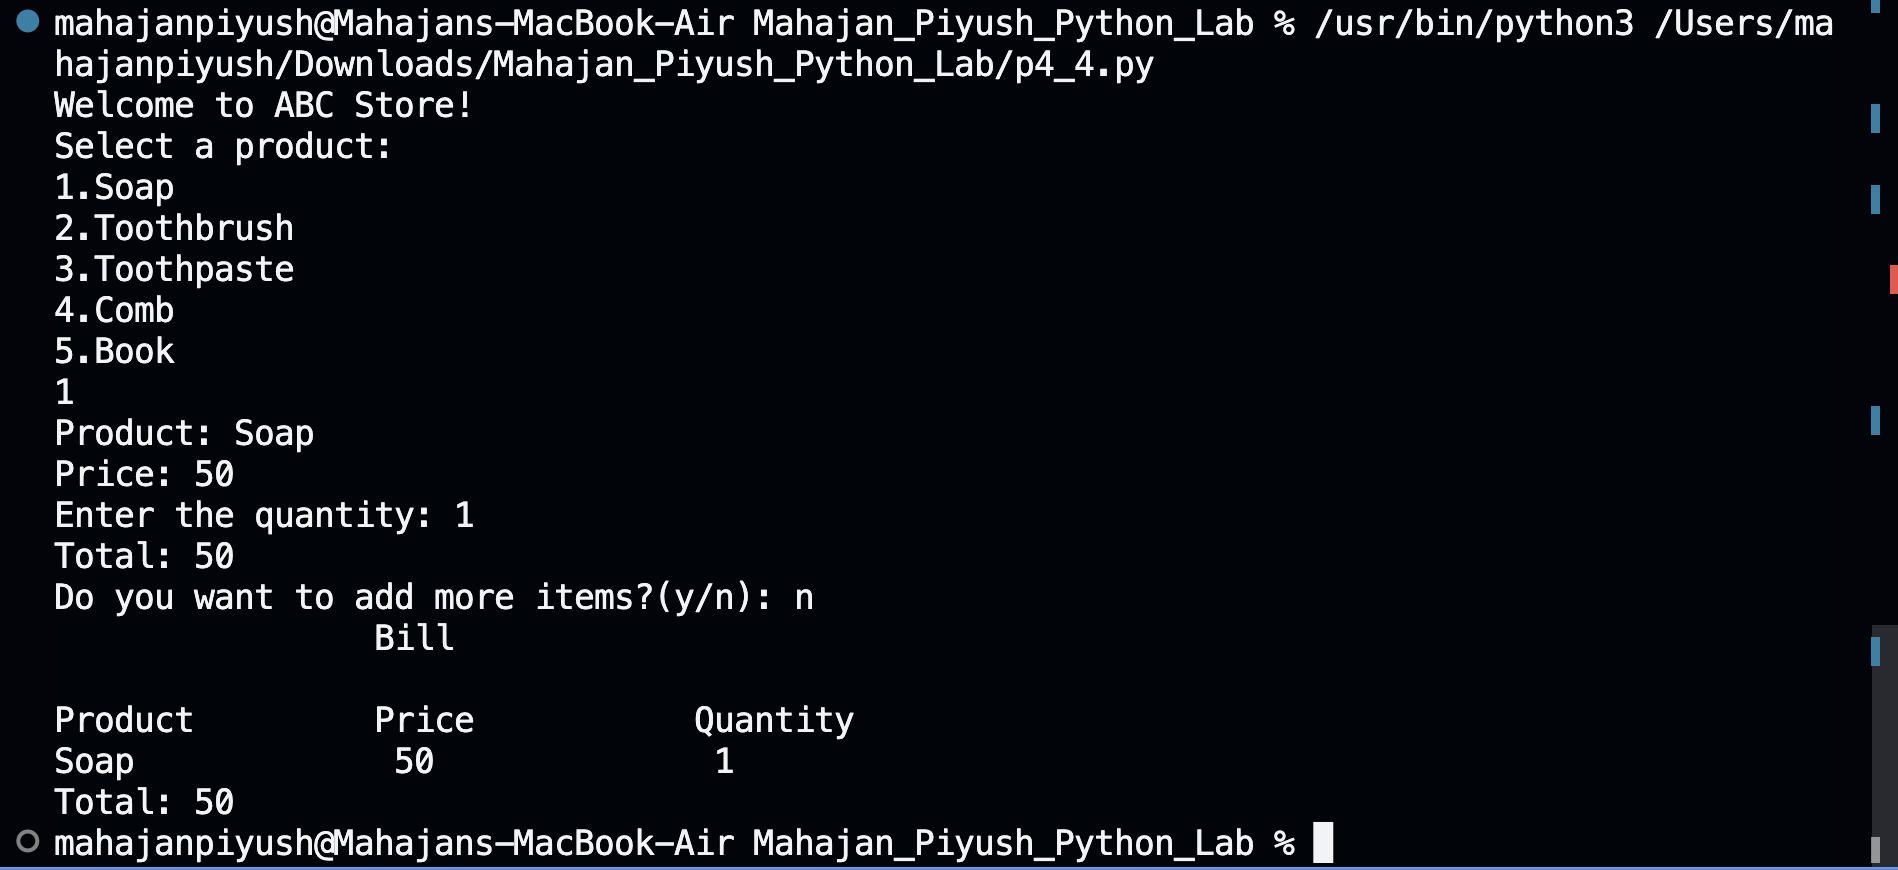 mahajanpiyush@Mahajans-MacBook-Air Mahajan_Piyush_Python_Lab % /usr/bin/python3 /Users/ma
hajanpiyush/Downloads/Mahajan_Piyush_Python_Lab/p4_4.py
Welcome to ABC Store!
Select a product:
1.Soap
2.Toothbrush
3.Toothpaste
4.Comb
5.Book
1
Product: Soap
Price: 50
Enter the quantity: 1
Total: 50
Do you want to add more items?(y/n): n
Bill
Product Price Quantity
Soap 50 1
Total: 50
mahajanpiyush@Mahajans-MacBook-Air Mahajan_Piyush_Python_Lab %